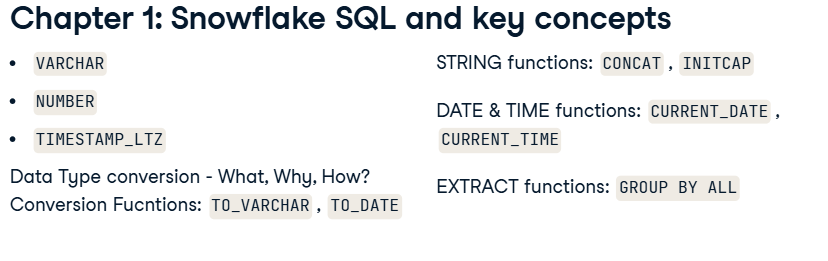 Chapter 1: Snowflake SQL and key concepts
• VARCHAR
• NUMBER
• TIMESTAMP_LTZ
Data Type conversion - What, Why, How?
Conversion Fucntions: TO_VARCHAR , TO_DATE
STRING functions: CONCAT , INITCAP
DATE & TIME functions: CURRENT_DATE ,
CURRENT_TIME
EXTRACT functions: GROUP BY ALL